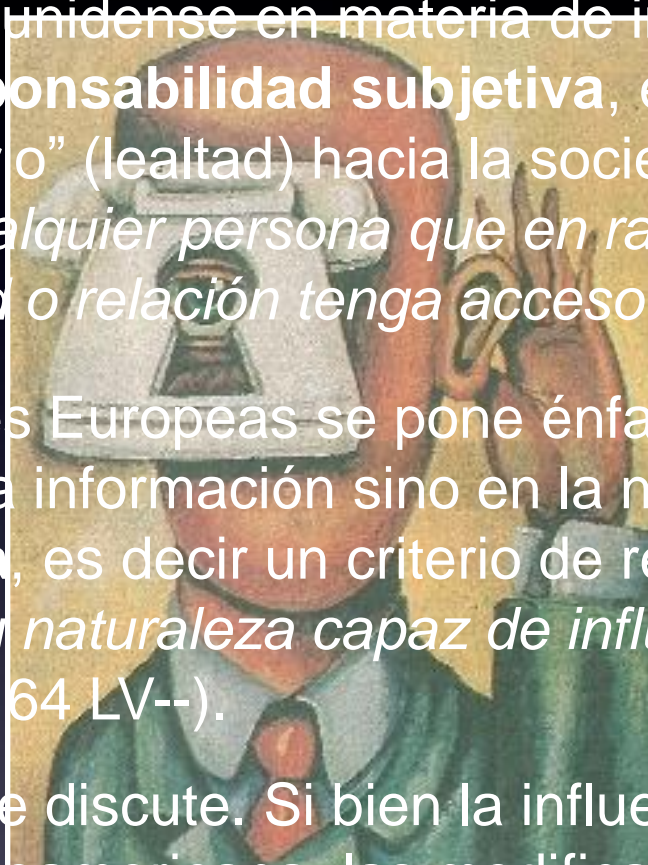 unidense en materia de i
onsabilidad subjetiva, e
o” (lealtad) hacia la socie
alquier persona que en ra
o relación tenga acceso
s Europeas se pone énfa
a información sino en la n
a, es decir un criterio de re
u naturaleza capaz de influ
64 LV--).
e discute. Si bien la influe